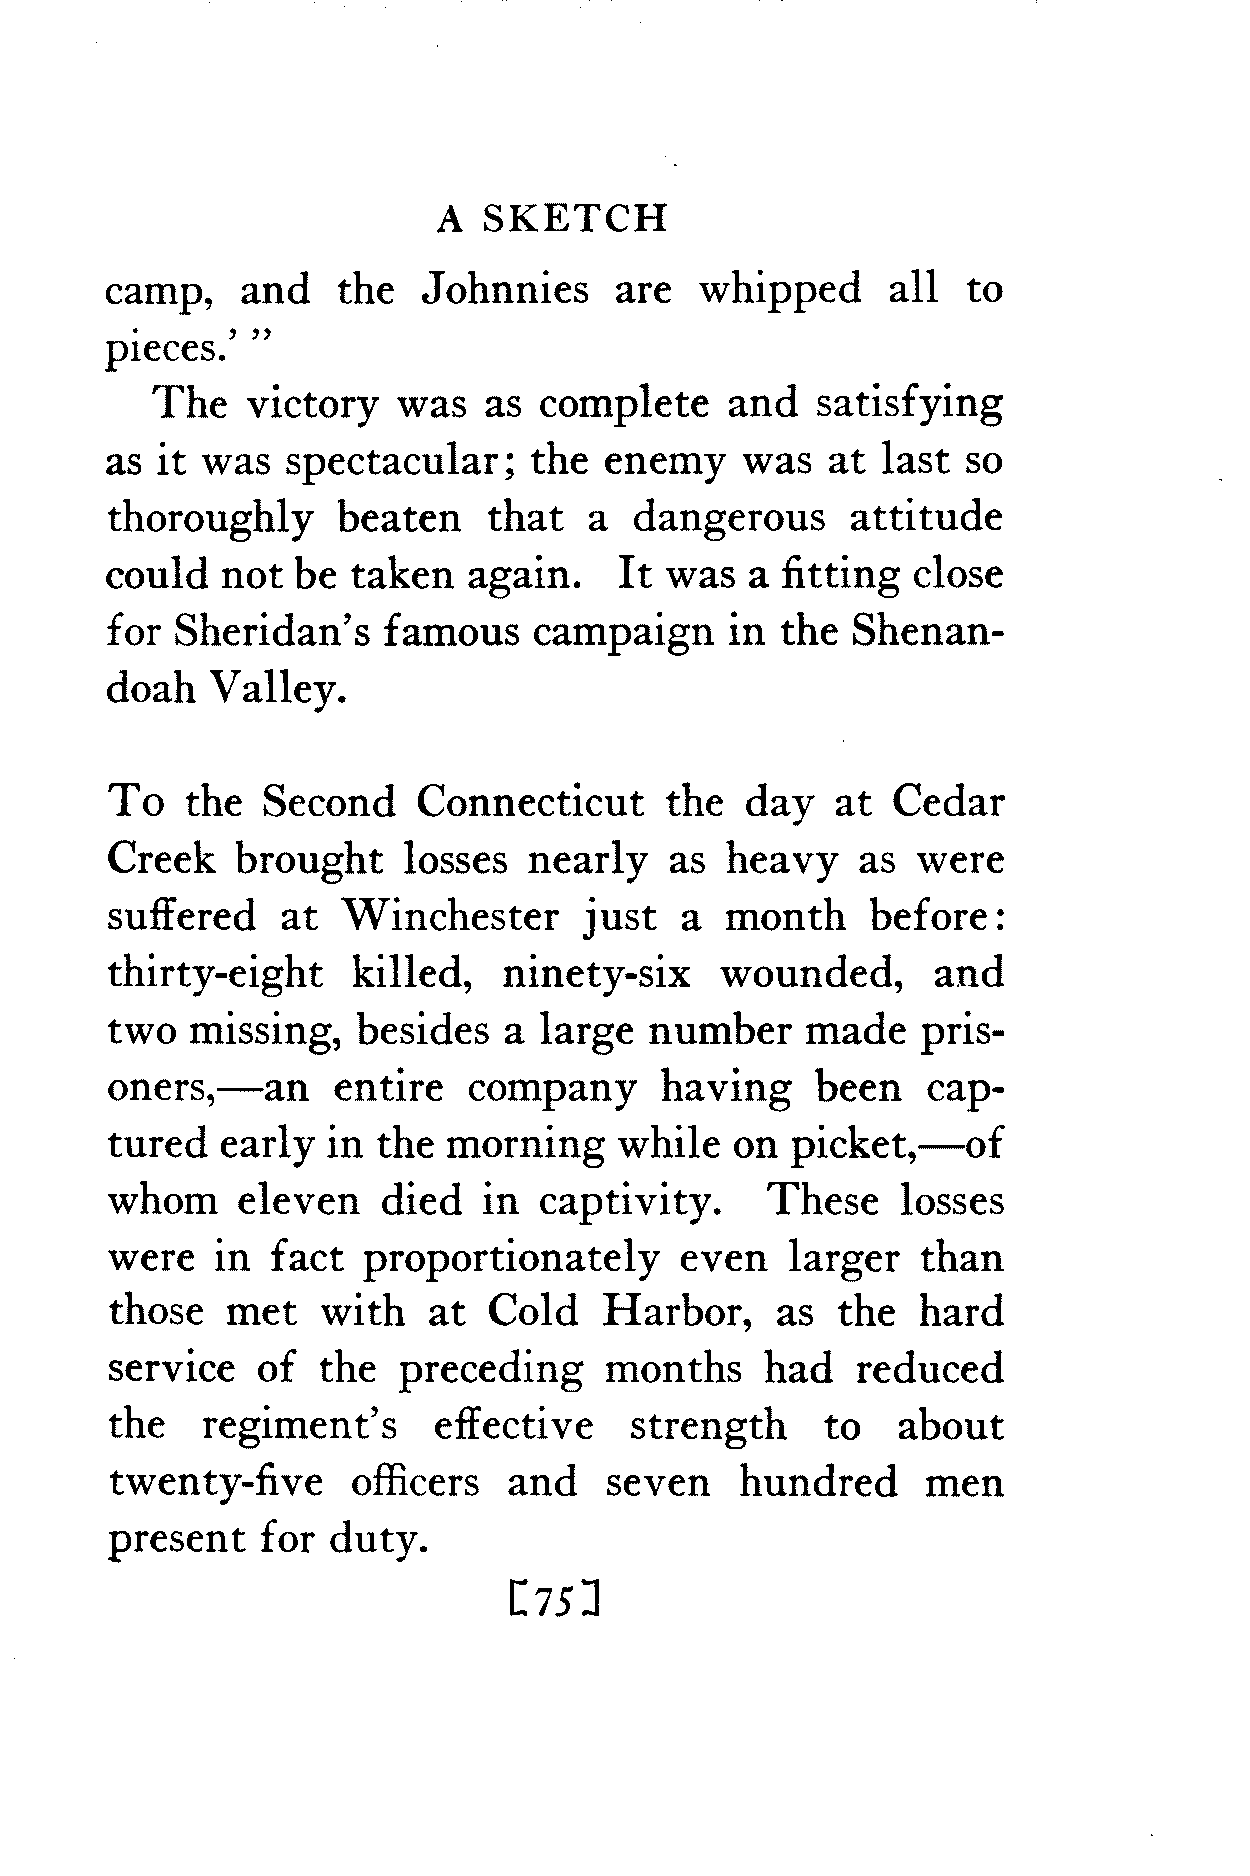 A SKETCH
camp, and the Johnnies are whipped all to
pieces.' "
The victory was as complete and satisfying
as it was spectacular; the enemy was at last so
thoroughly beaten that a dangerous attitude
could not be taken again. It was a fitting close
for Sheridan's famous campaign in the Shenan-
doah Valley.
To the Second Connecticut the day at Cedar
Creek brought losses nearly as heavy as were
suffered at Winchester just a month before:
thirty-eight killed, ninety-six wounded, and
two missing, besides a large number made pris-
oners,—an entire company having been cap-
tured early in the morning while on picket,—of
whom eleven died in captivity. These losses
were in fact proportionately even larger than
those met with at Cold Harbor, as the hard
service of the preceding months had reduced
the regiment's effective strength to about
twenty-five officers and seven hundred men
present for duty.
[75]